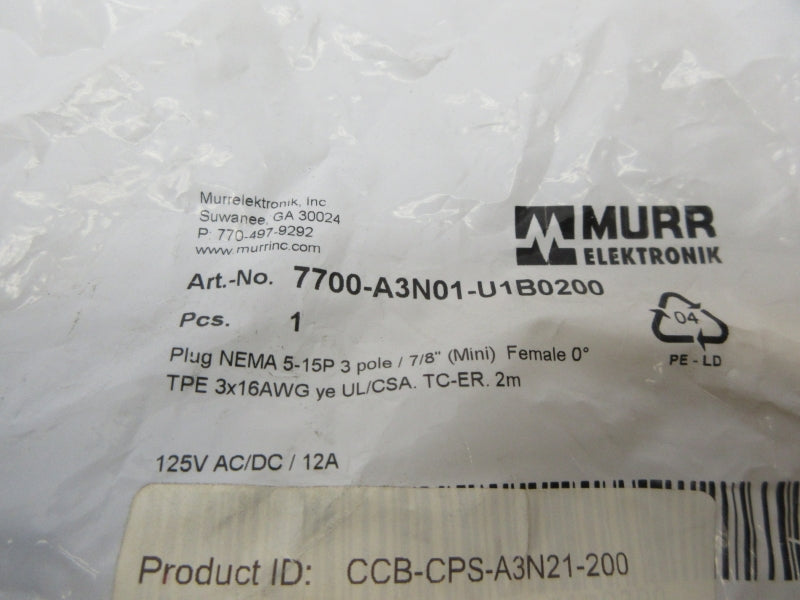 Murrelektronik, Inc
Suwanee, GA 30024
P: 770-497-9292
www.murrinc.com
MURR
ELEKTRONIK
Art.-No. 7700-A3N01-U1B0200
Pcs. 1
04
PE-LD
Plug NEMA 5-15P 3 pole / 7/8" (Mini) Female 0°
TPE 3x16AWG ye UL/CSA. TC-ER. 2m
125V AC/DC / 12A
Product ID: CCB-CPS-A3N21-200